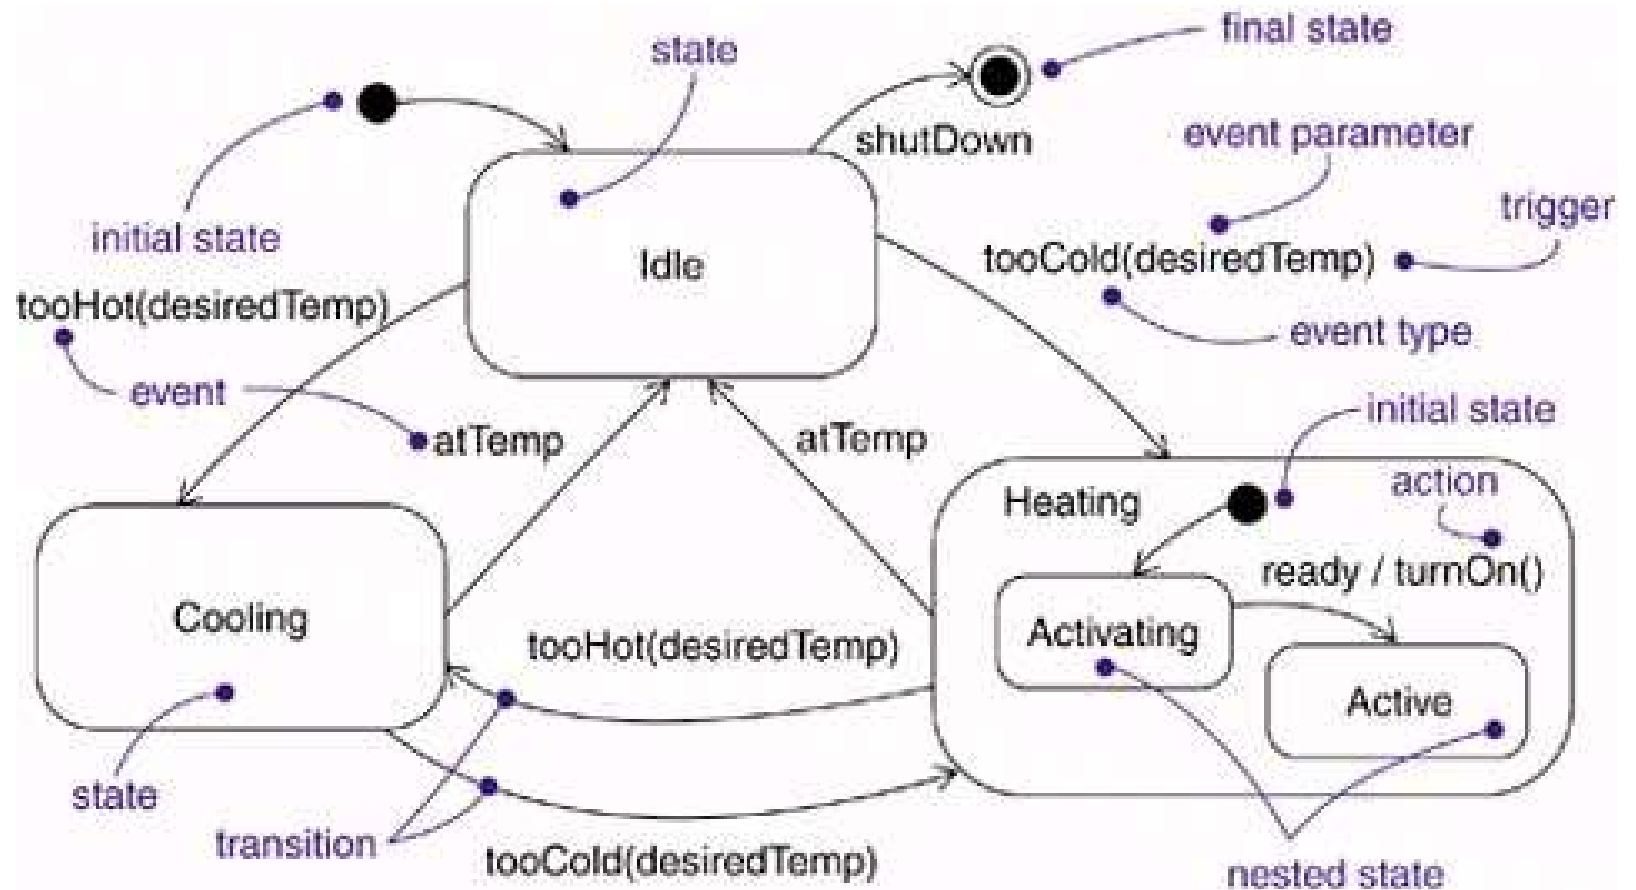 final state
state
shutDown
event parameter
trigger
initial state
Idle
tooCold(desiredTemp)
tooHot(desiredTemp)
event type
event
initial state
atTemp
atTemp
action
Heating
ready / turnOn()
Cooling
Activating
tooHot(desiredTemp)
Active
state
transition
tooCold(desiredTemp)
nested state